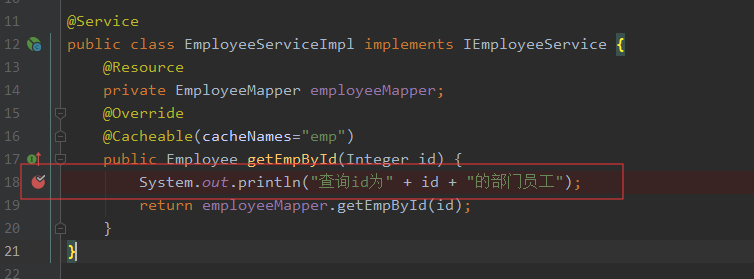 11 @Service
12 public class EmployeeServiceImpl implements IEmployeeService {
13 @Resource
14 private EmployeeMapper employeeMapper;
15 @Override
16 @Cacheable(cacheNames="emp")
17 public Employee getEmpById(Integer id) {
18 System.out.println("查询id为" + id + "的部门员工");
19 return employeeMapper.getEmpById(id);
20 }
21 }
22